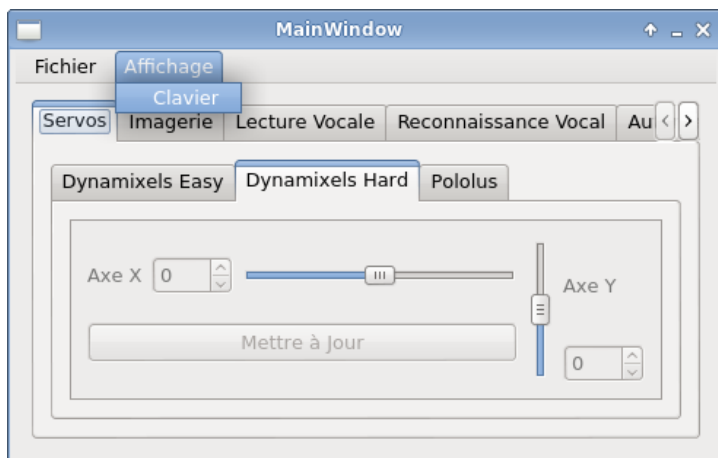 MainWindow
Fichier Affichage
Clavier
Servos Imagerie Lecture Vocale Reconnaissance Vocal Au
Dynamixels Easy Dynamixels Hard Pololus
Axe X 0
Axe Y
Mettre à Jour
0